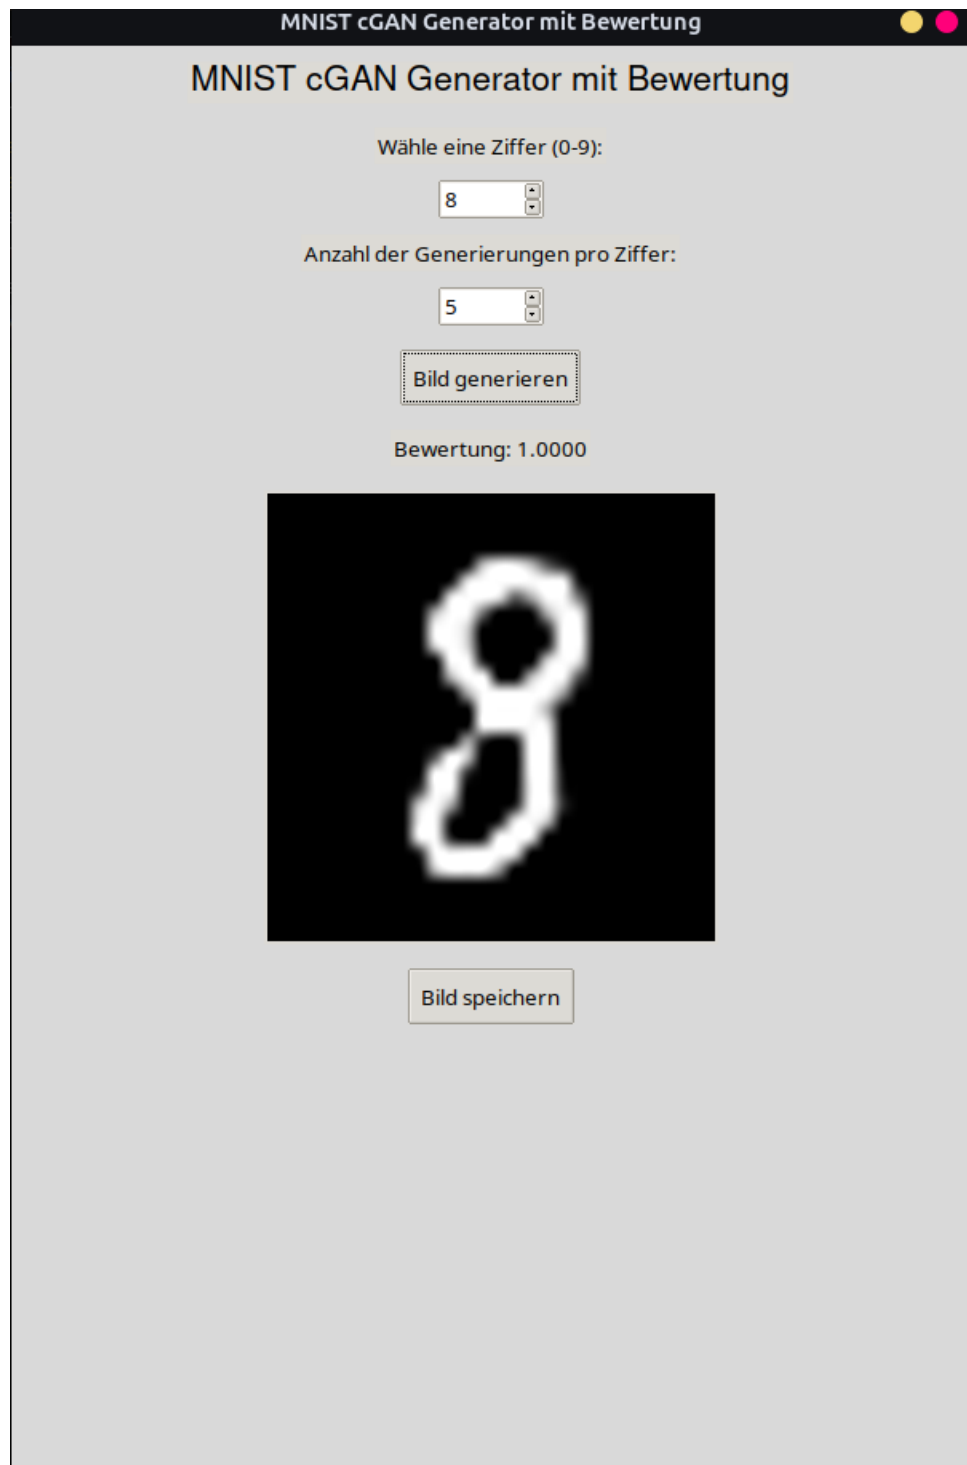 MNIST cGAN Generator mit Bewertung
MNIST cGAN Generator mit Bewertung
Wähle eine Ziffer (0-9):
8
Anzahl der Generierungen pro Ziffer:
5
Bild generieren
Bewertung: 1.0000
8
Bild speichern